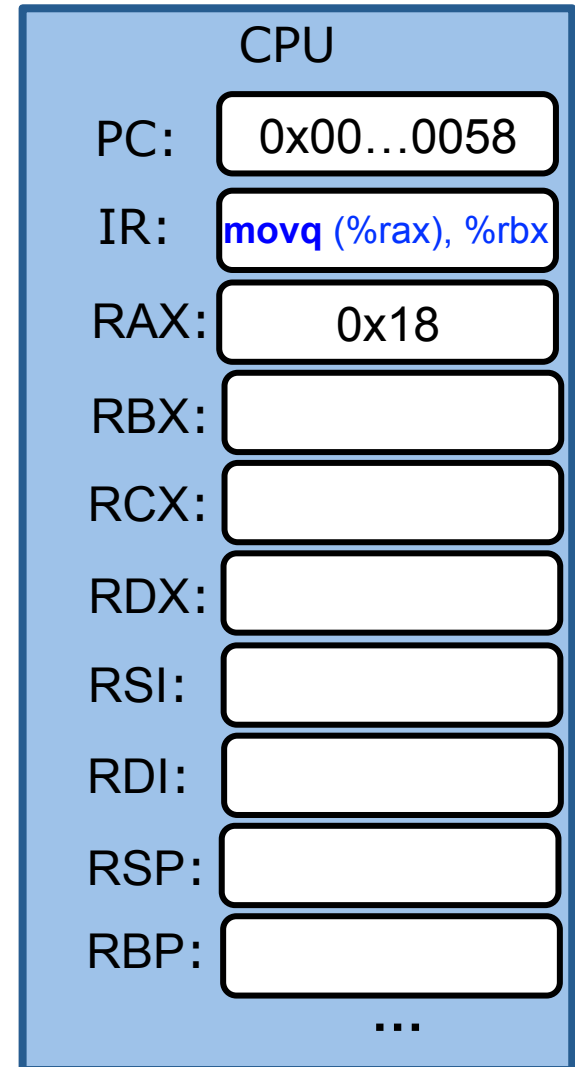 CPU
PC: 0x00...0058
IR: movq (%rax), %rbx
RAX: 0x18
RBX:
RCX:
RDX:
RSI:
RDI:
RSP:
RBP:
...